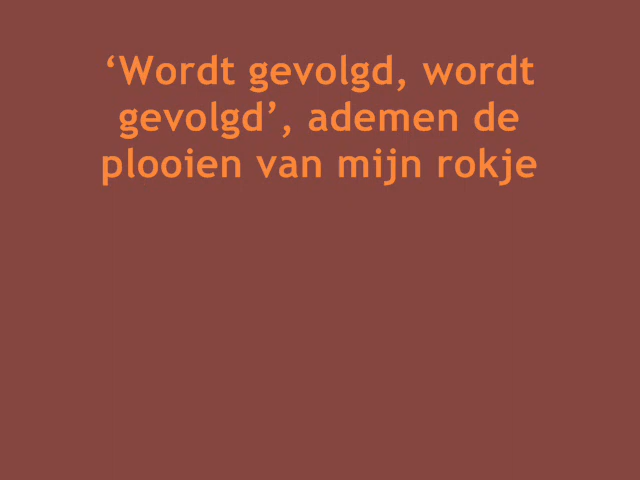 ‘Wordt gevolgd, wordt
gevolgd’, ademen de
plooien van mijn rokje